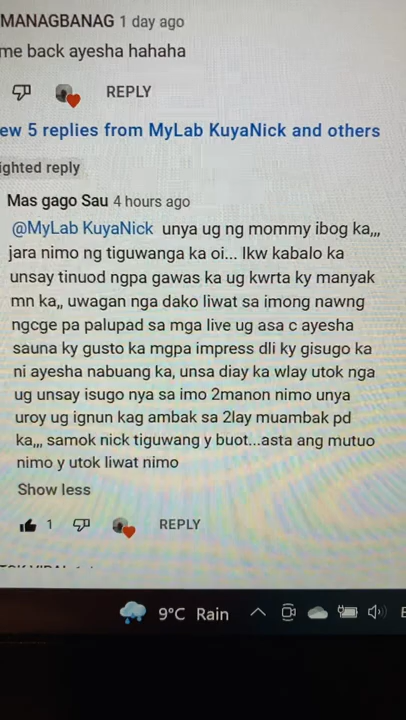 MANAGBANAG 1 day ago
me back ayesha hahaha
REPLY
ew 5 replies from MyLab KuyaNick and others
ighted reply
Mas gago Sau 4 hours ago
@MyLab KuyaNick unya ug ng mommy ibog ka,,,
jara nimo ng tiguwanga ka oi... Ikw kabalo ka
unsay tinuod ngpa gawas ka ug kwrta ky manyak
mn ka,, uwagan nga dako liwat sa imong nawng
ngcge pa palupad sa mga live ug asa c ayesha
sauna ky gusto ka mgpa impress dli ky gisugo ka
ni ayesha nabuang ka, unsa diay ka wlay utok nga
ug unsay isugo nya sa imo 2manon nimo unya
uroy ug ignun kag ambak sa 2lay muambak pd
ka,,, samok nick tiguwang y buot...asta ang mutuo
nimo y utok liwat nimo
Show less
1 REPLY
9°C Rain